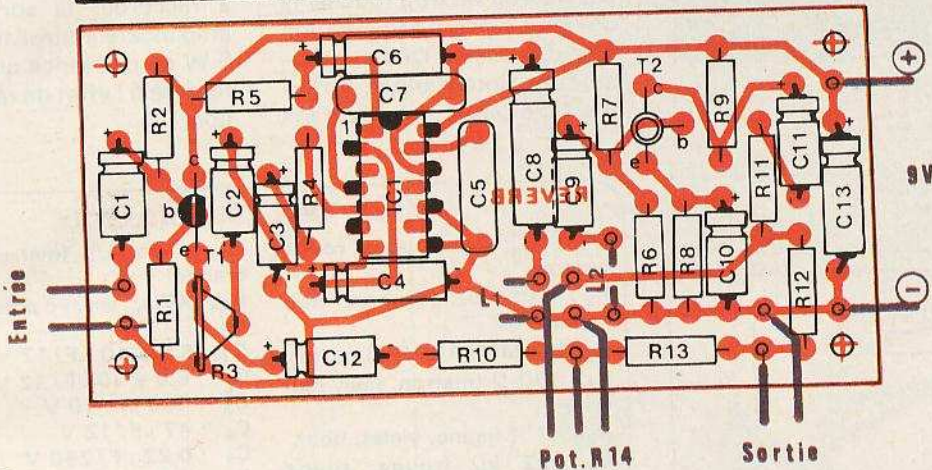 C6
T2
R2
R5
C7
R7
R9
1
C11
C1
b
c
C2
C3
R4
IC1
C5
C8
C9
REVERB
e
b
c
R11
C13
9V
+
e
T1
C4
L1
L2
R6
R8
C10
R12
−
Entrée
R1
R3
C12
R10
R13
Pot. R14
Sortie